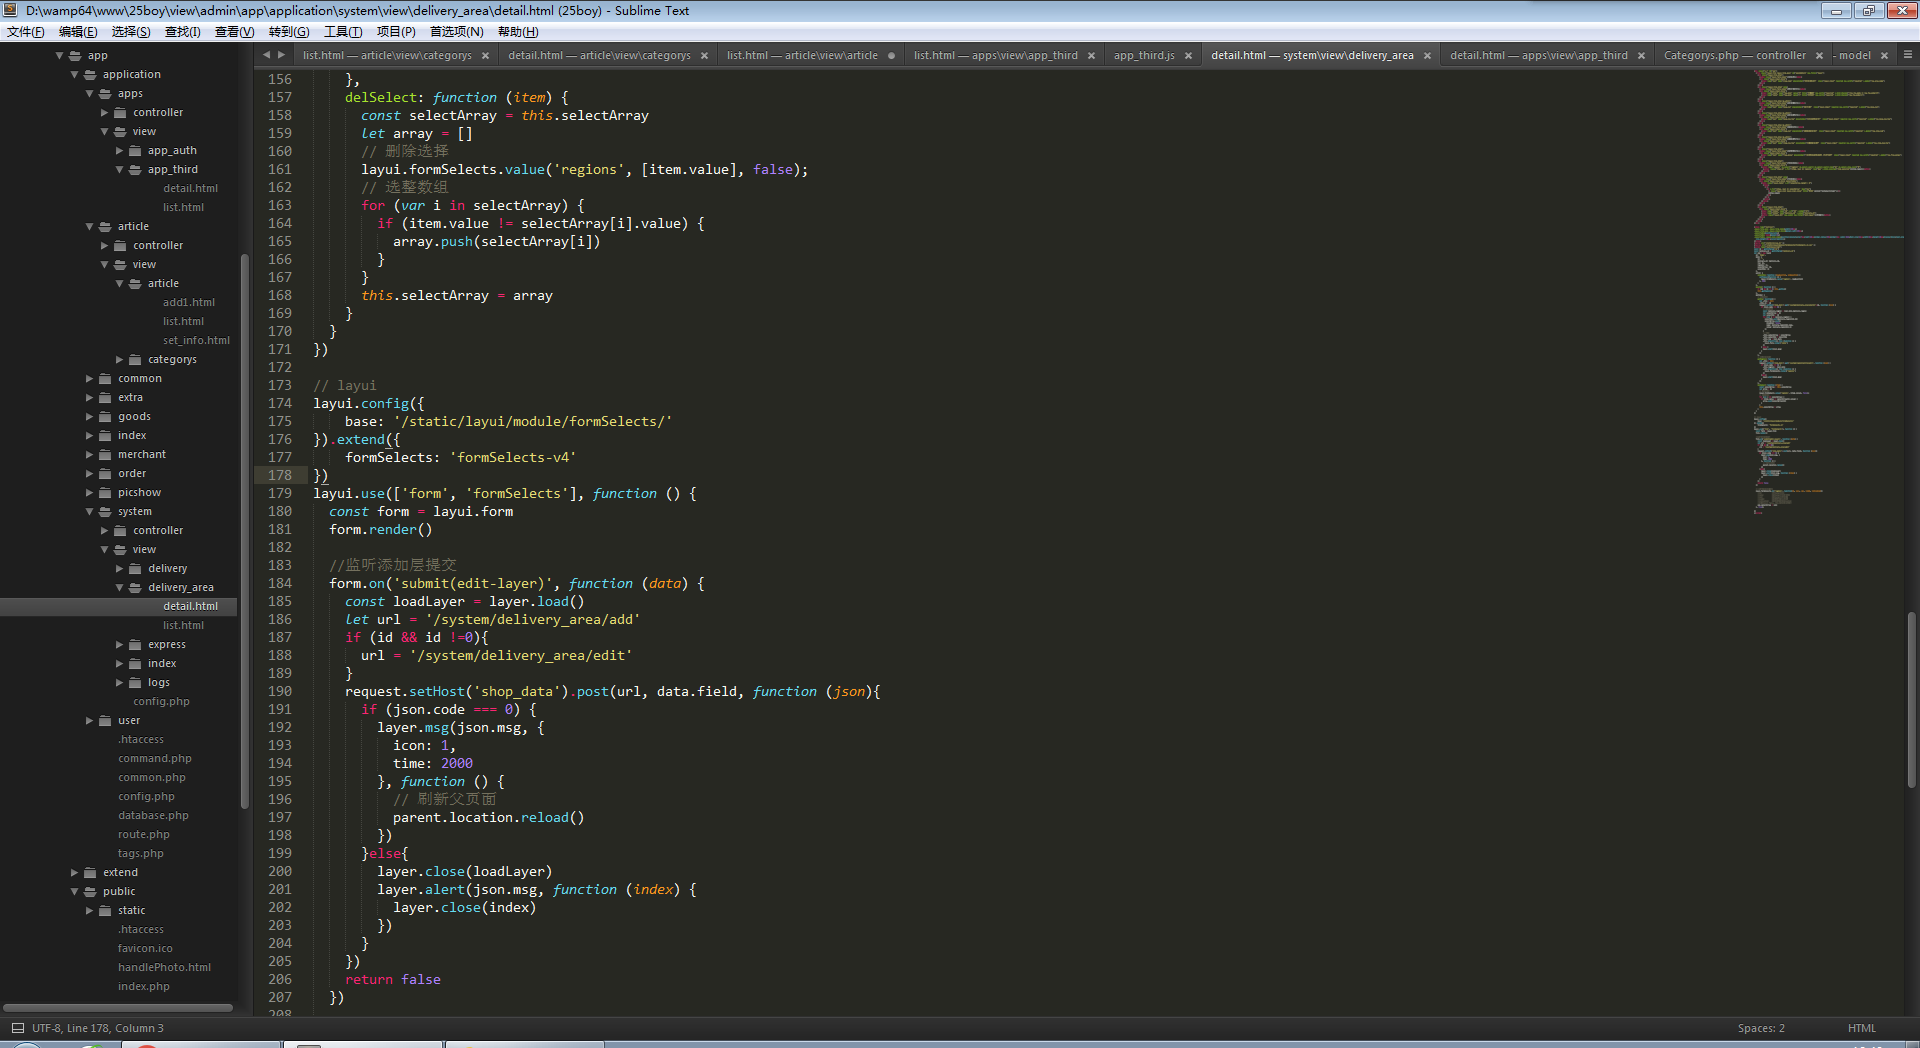 D:\wamp64\www\25boy\view\admin\app\application\system\view\delivery_area\detail.html (25boy) - Sublime Text
文件(F) 编辑(E) 选择(S) 查找(I) 查看(V) 转到(G) 工具(T) 项目(P) 首选项(N) 帮助(H)
list.html — article\view\categorys
detail.html — article\view\categorys
list.html — article\view\article
list.html — apps\view\app_third
app_third.js
detail.html — system\view\delivery_area
detail.html — apps\view\app_third
Categorys.php — controller
- model
app
application
apps
controller
view
app_auth
app_third
detail.html
list.html
article
controller
view
article
add1.html
list.html
set_info.html
categorys
common
extra
goods
index
merchant
order
picshow
system
controller
view
delivery
delivery_area
detail.html
list.html
express
index
logs
config.php
user
.htaccess
command.php
common.php
config.php
database.php
route.php
tags.php
extend
public
static
.htaccess
favicon.ico
handlePhoto.html
index.php
156 },
157 delSelect: function (item) {
158 const selectArray = this.selectArray
159 let array = []
160 // 删除选择
161 layui.formSelects.value('regions', [item.value], false);
162 // 选整数组
163 for (var i in selectArray) {
164 if (item.value != selectArray[i].value) {
165 array.push(selectArray[i])
166 }
167 }
168 this.selectArray = array
169 }
170 }
171 })
172
173 // layui
174 layui.config({
175 base: '/static/layui/module/formSelects/'
176 }).extend({
177 formSelects: 'formSelects-v4'
178 })
179 layui.use(['form', 'formSelects'], function () {
180 const form = layui.form
181 form.render()
182
183 //监听添加层提交
184 form.on('submit(edit-layer)', function (data) {
185 const loadLayer = layer.load()
186 let url = '/system/delivery_area/add'
187 if (id && id !=0){
188 url = '/system/delivery_area/edit'
189 }
190 request.setHost('shop_data').post(url, data.field, function (json){
191 if (json.code === 0) {
192 layer.msg(json.msg, {
193 icon: 1,
194 time: 2000
195 }, function () {
196 // 刷新父页面
197 parent.location.reload()
198 })
199 }else{
200 layer.close(loadLayer)
201 layer.alert(json.msg, function (index) {
202 layer.close(index)
203 })
204 }
205 })
206 return false
207 })
208
UTF-8, Line 178, Column 3
Spaces: 2
HTML